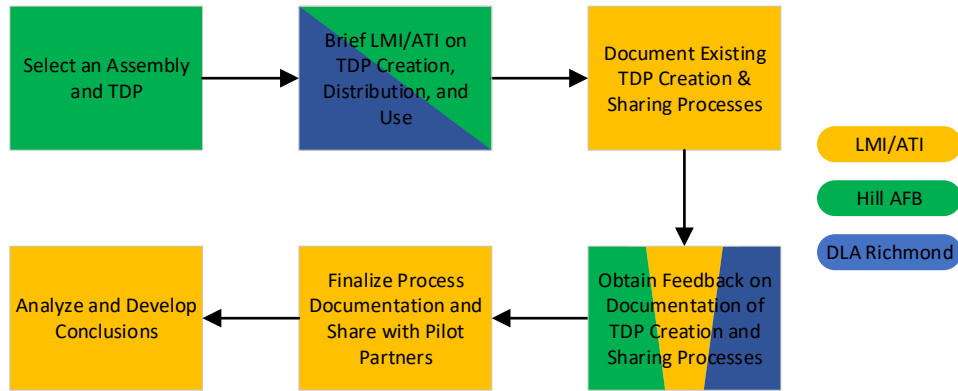 Select an Assembly
and TDP
Brief LMI/ATI on
TDP Creation,
Distribution, and
Use
Document Existing
TDP Creation &
Sharing Processes
LMI/ATI
Hill AFB
DLA Richmond
Obtain Feedback on
Documentation of
TDP Creation and
Sharing Processes
Finalize Process
Documentation and
Share with Pilot
Partners
Analyze and Develop
Conclusions